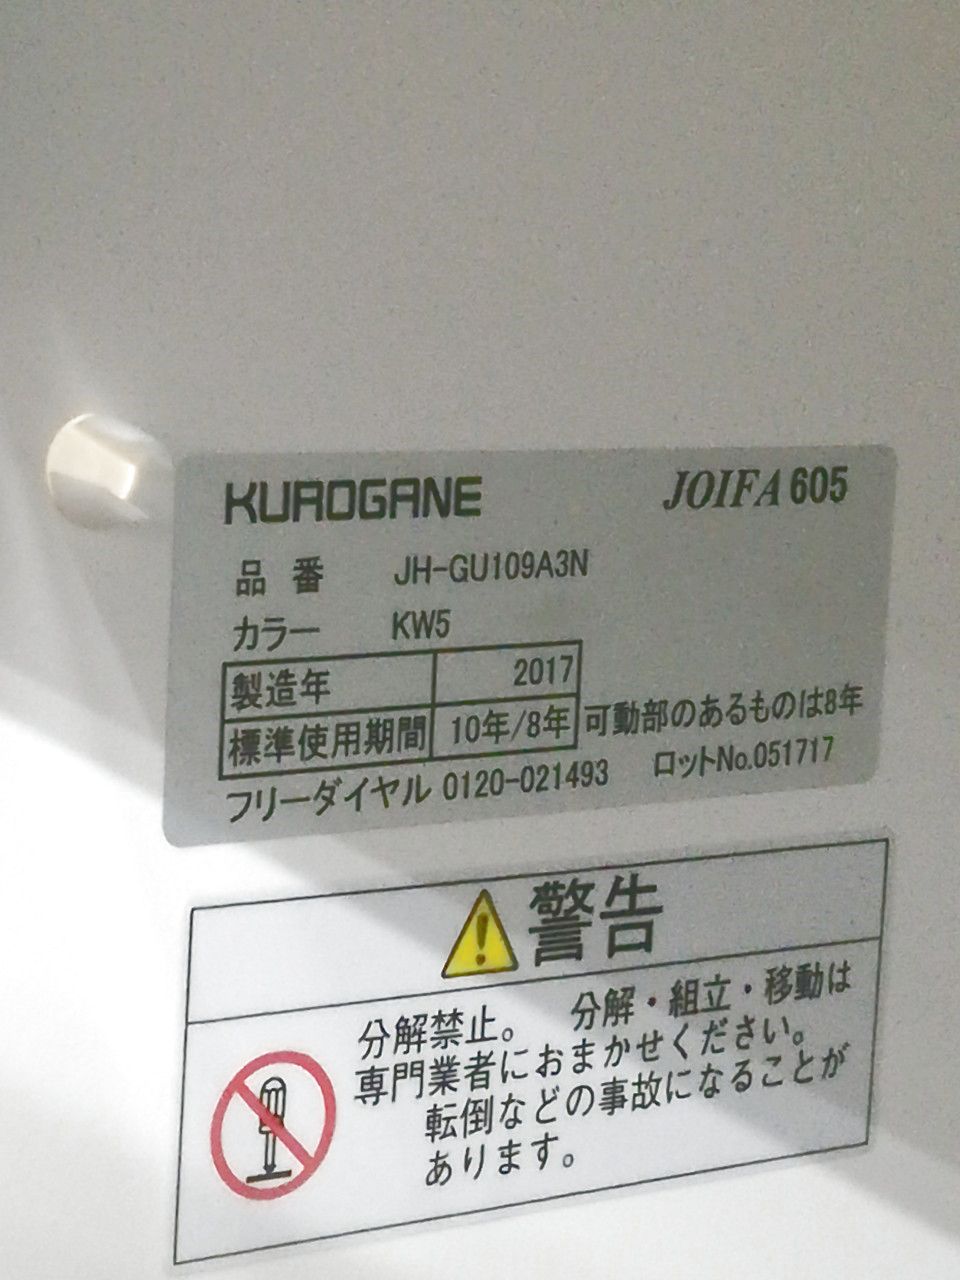 KUROGANE JOIFA 605
品番 JH-GU109A3N
カラー KW5
製造年 2017
標準使用期間 10年/8年 可動部のあるものは8年
フリーダイヤル 0120-021493 ロットNo.051717
警告
分解禁止。 分解・組立・移動は
専門業者におまかせください。
転倒などの事故になることが
あります。